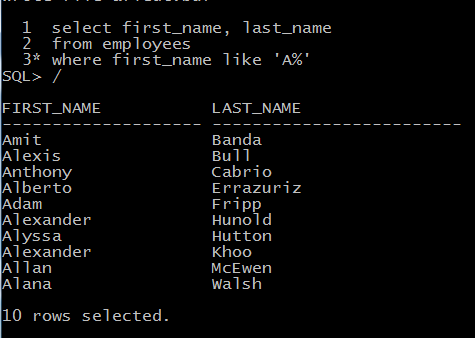 1  select first_name, last_name
2  from employees
3* where first_name like 'A%'
SQL> /
FIRST_NAME           LAST_NAME
-------------------- -------------------------
Amit                 Banda
Alexis               Bull
Anthony              Cabrio
Alberto              Errazuriz
Adam                 Fripp
Alexander            Hunold
Alyssa               Hutton
Alexander            Khoo
Allan                McEwen
Alana                Walsh
10 rows selected.